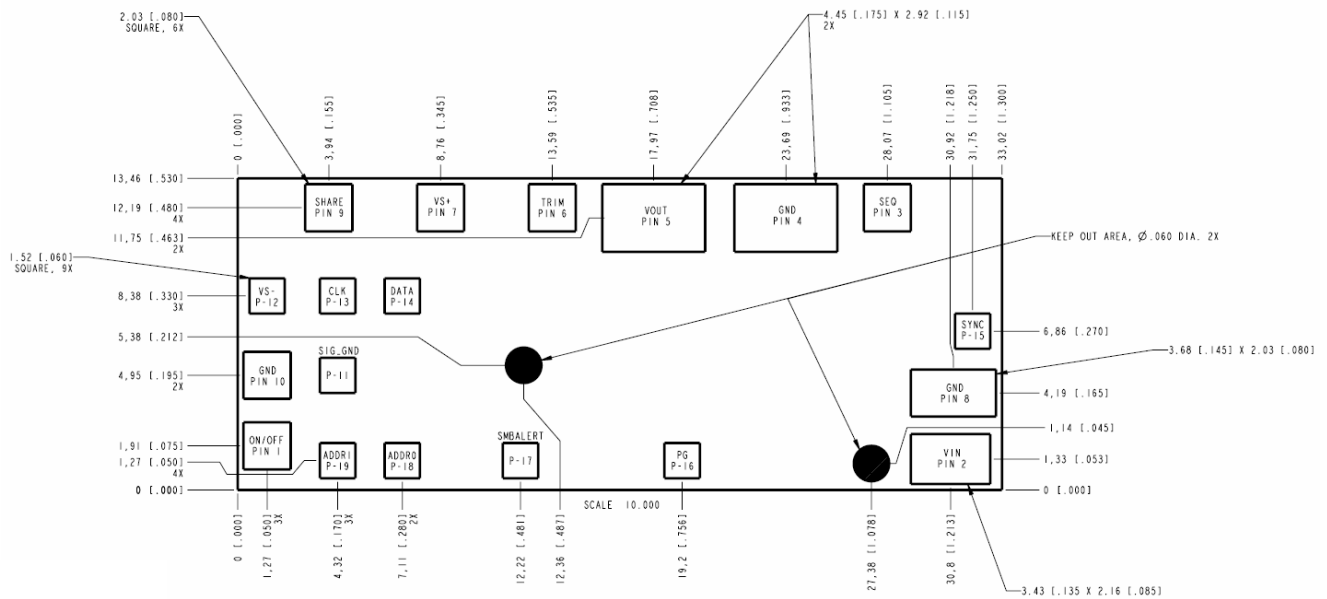 2.03 [.080]
SQUARE, 6X
4.45 [.175] X 2.92 [.115]
2X
0 [.000]
3,94 [.155]
8,76 [.345]
13,59 [.535]
17,97 [.708]
23,69 [.933]
28,07 [1.105]
30,92 [1.218]
31,75 [1.250]
33,02 [1.300]
13,46 [.530]
12,19 [.480]
4X
11,75 [.463]
2X
SHARE
PIN 9
VS+
PIN 7
TRIM
PIN 6
VOUT
PIN 5
GND
PIN 4
SEQ
PIN 3
KEEP OUT AREA, Ø.060 DIA. 2X
1.52 [.060]
SQUARE, 9X
8,38 [.330]
3X
VS-
P-12
CLK
P-13
DATA
P-14
5,38 [.212]
SYNC
P-15
6,86 [.270]
3.68 [.145] X 2.03 [.080]
4,95 [.195]
2X
GND
PIN 10
SIG_GND
P-11
GND
PIN 8
4,19 [.165]
1,14 [.045]
1,91 [.075]
1,27 [.050]
4X
ON/OFF
PIN 1
ADDR1
P-19
ADDR0
P-18
SMBALERT
P-17
PG
P-16
VIN
PIN 2
1,33 [.053]
0 [.000]
0 [.000]
SCALE 10.000
0 [.000]
1,27 [.050]
3X
4,32 [.170]
3X
7,11 [.280]
2X
12,22 [.481]
12,36 [.487]
19,2 [.756]
27,38 [1.078]
30,8 [1.213]
3.43 [.135 X 2.16 [.085]